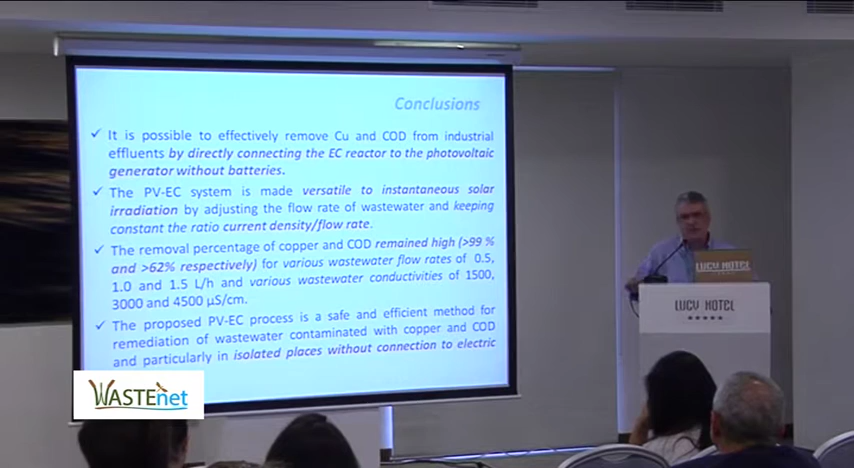 Conclusions
✓ It is possible to effectively remove Cu and COD from industrial
effluents by directly connecting the EC reactor to the photovoltaic
generator without batteries.
✓ The PV-EC system is made versatile to instantaneous solar
irradiation by adjusting the flow rate of wastewater and keeping
constant the ratio current density/flow rate.
✓ The removal percentage of copper and COD remained high (>99 %
and >62% respectively) for various wastewater flow rates of 0.5,
1.0 and 1.5 L/h and various wastewater conductivities of 1500,
3000 and 4500 μS/cm.
✓ The proposed PV-EC process is a safe and efficient method for
remediation of wastewater contaminated with copper and COD
and particularly in isolated places without connection to electric
WASTEnet
LUCY HOTEL
LUCY HOTEL